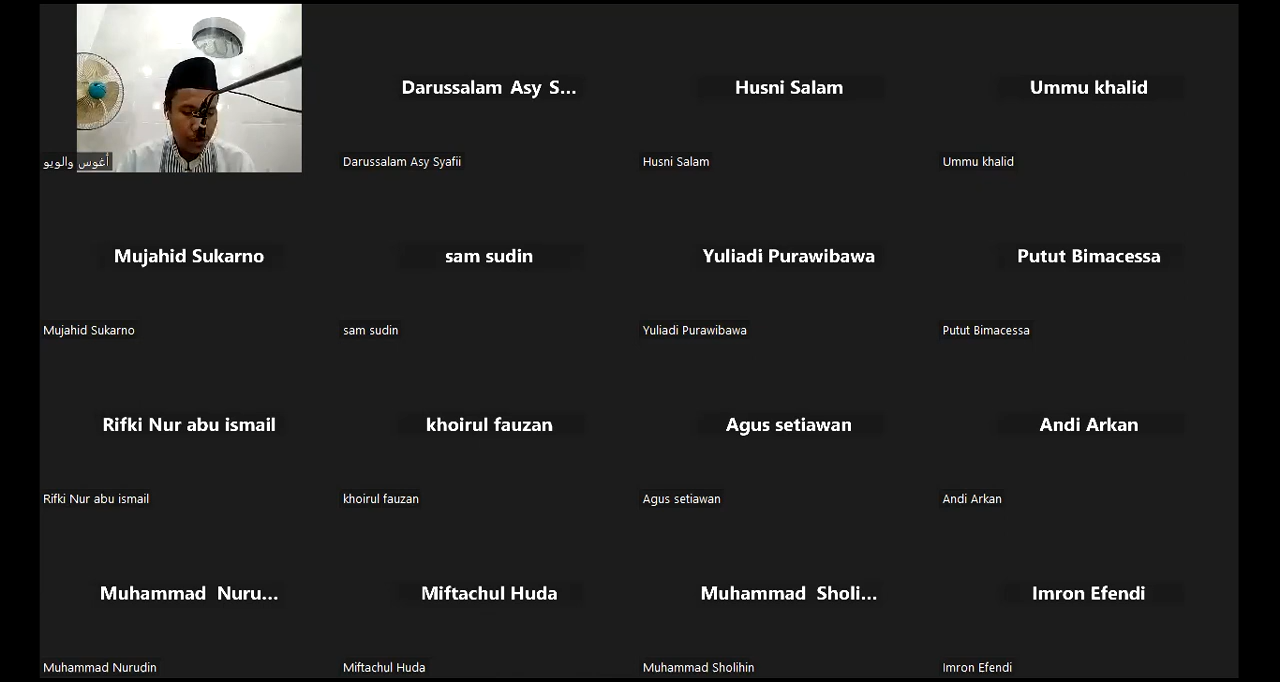 أغوس والويو
Darussalam Asy S...
Darussalam Asy Syafii
Husni Salam
Husni Salam
Ummu khalid
Ummu khalid
Mujahid Sukarno
Mujahid Sukarno
sam sudin
sam sudin
Yuliadi Purawibawa
Yuliadi Purawibawa
Putut Bimacessa
Putut Bimacessa
Rifki Nur abu ismail
Rifki Nur abu ismail
khoirul fauzan
khoirul fauzan
Agus setiawan
Agus setiawan
Andi Arkan
Andi Arkan
Muhammad Nuru...
Muhammad Nurudin
Miftachul Huda
Miftachul Huda
Muhammad Sholi...
Muhammad Sholihin
Imron Efendi
Imron Efendi